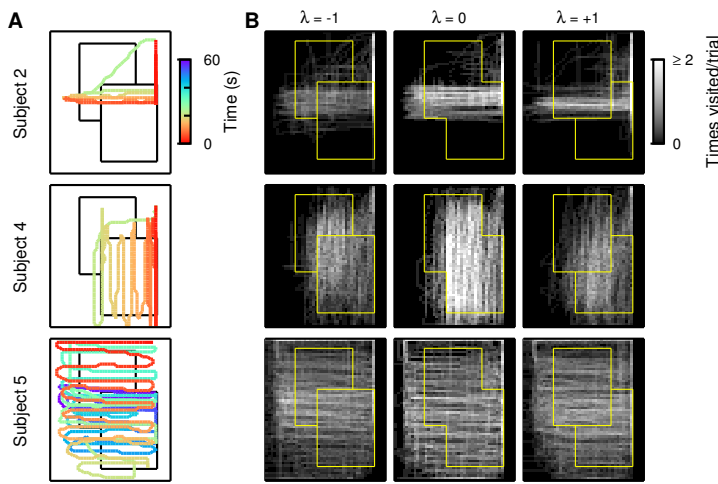 A
B
λ = -1
λ = 0
λ = +1
Subject 2
60
0
Time (s)
≥ 2
0
Times visited/trial
Subject 4
Subject 5